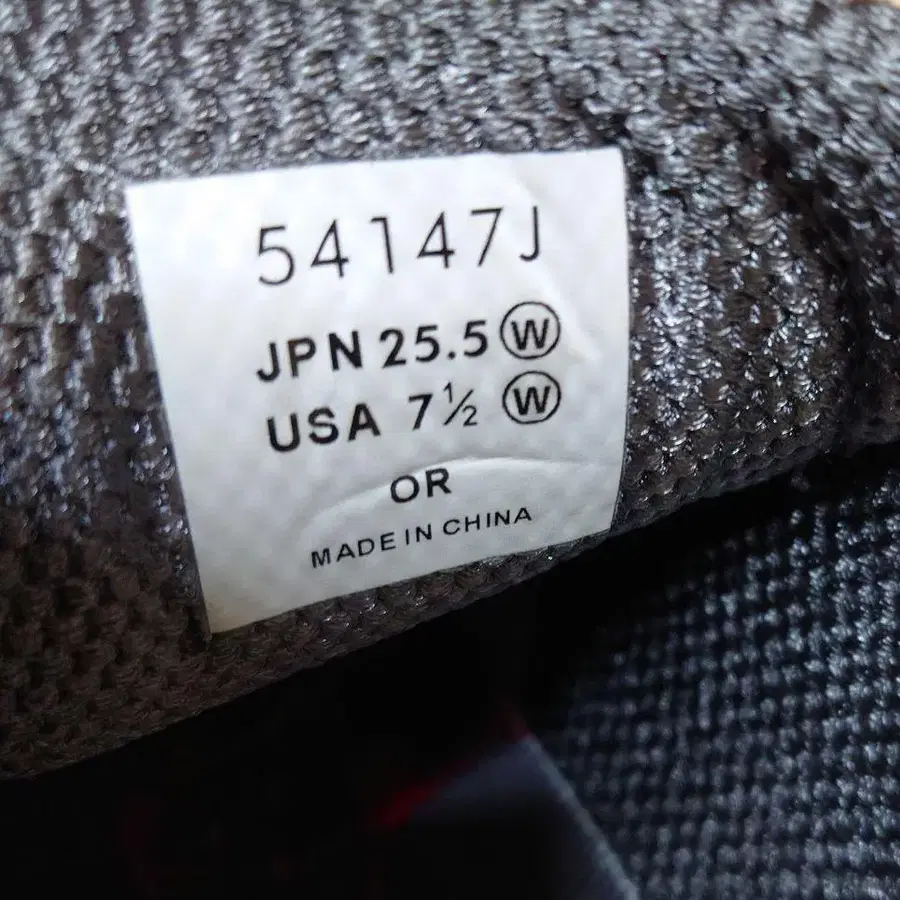 54147J
JPN 25.5 Ⓦ
USA 7½ Ⓦ
OR
MADE IN CHINA